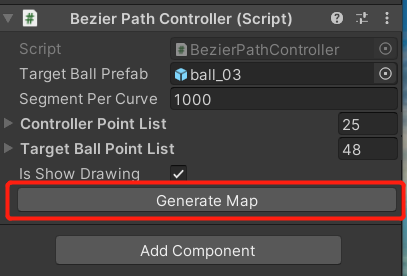 Bezier Path Controller (Script)
Script # BezierPathController
Target Ball Prefab ball_03
Segment Per Curve 1000
Controller Point List 25
Target Ball Point List 48
Is Show Drawing
Generate Map
Add Component